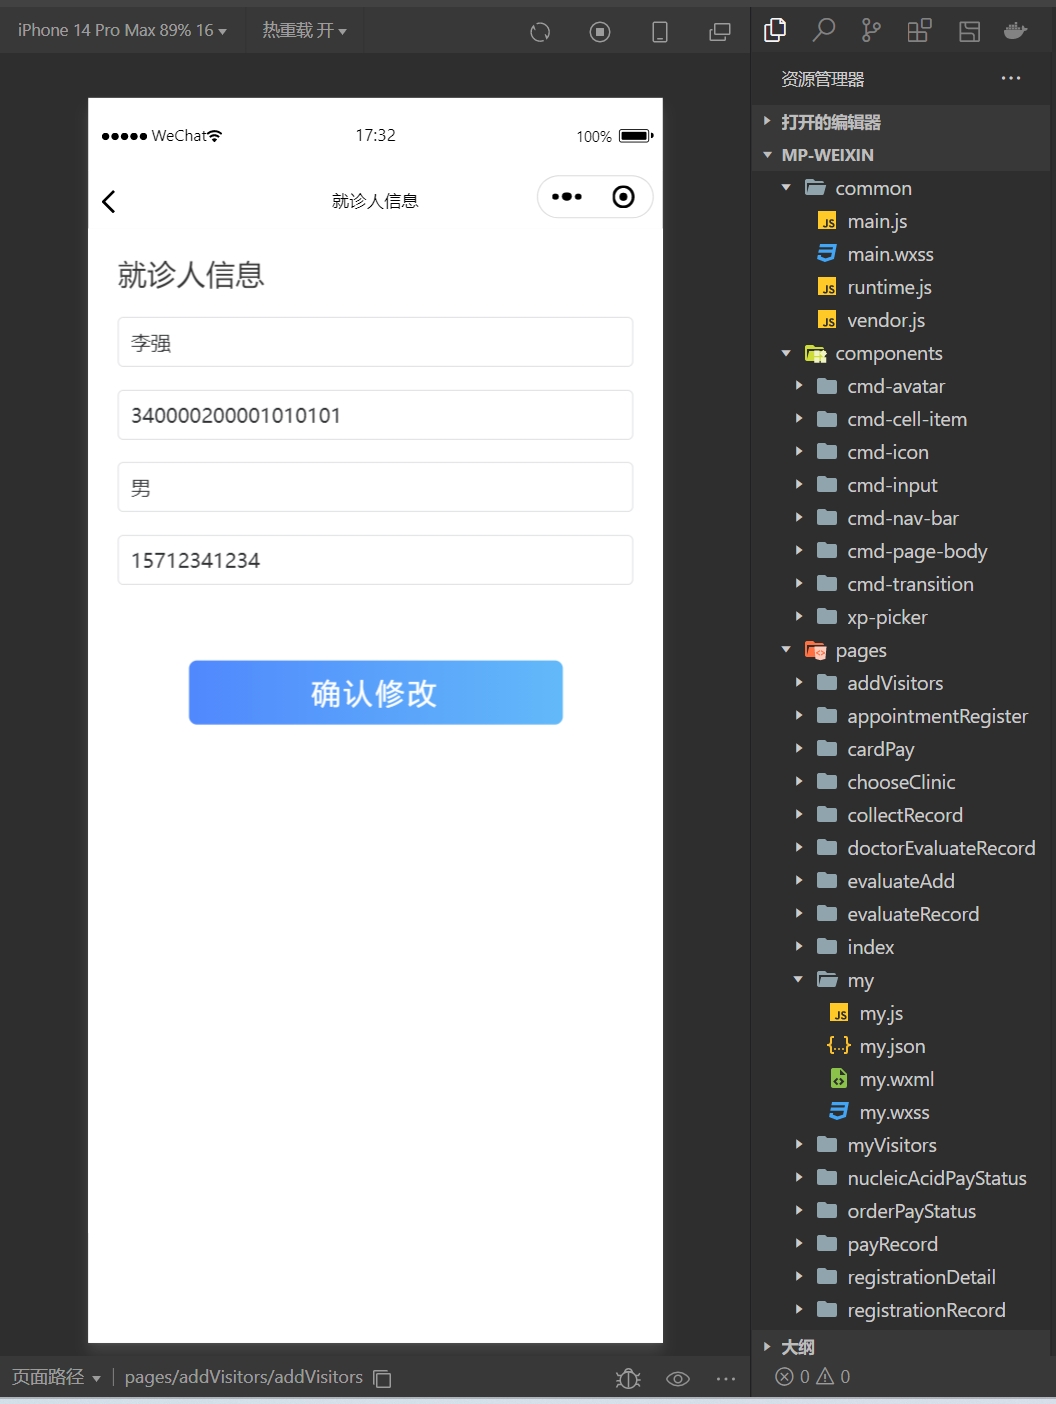 iPhone 14 Pro Max 89% 16
热重载 开
WeChat
17:32
100%
就诊人信息
就诊人信息
李强
340000200001010101
男
15712341234
确认修改
页面路径
pages/addVisitors/addVisitors
资源管理器
打开的编辑器
MP-WEIXIN
common
JS main.js
main.wxss
JS runtime.js
JS vendor.js
components
cmd-avatar
cmd-cell-item
cmd-icon
cmd-input
cmd-nav-bar
cmd-page-body
cmd-transition
xp-picker
pages
addVisitors
appointmentRegister
cardPay
chooseClinic
collectRecord
doctorEvaluateRecord
evaluateAdd
evaluateRecord
index
my
JS my.js
{..} my.json
my.wxml
my.wxss
myVisitors
nucleicAcidPayStatus
orderPayStatus
payRecord
registrationDetail
registrationRecord
大纲
0 0